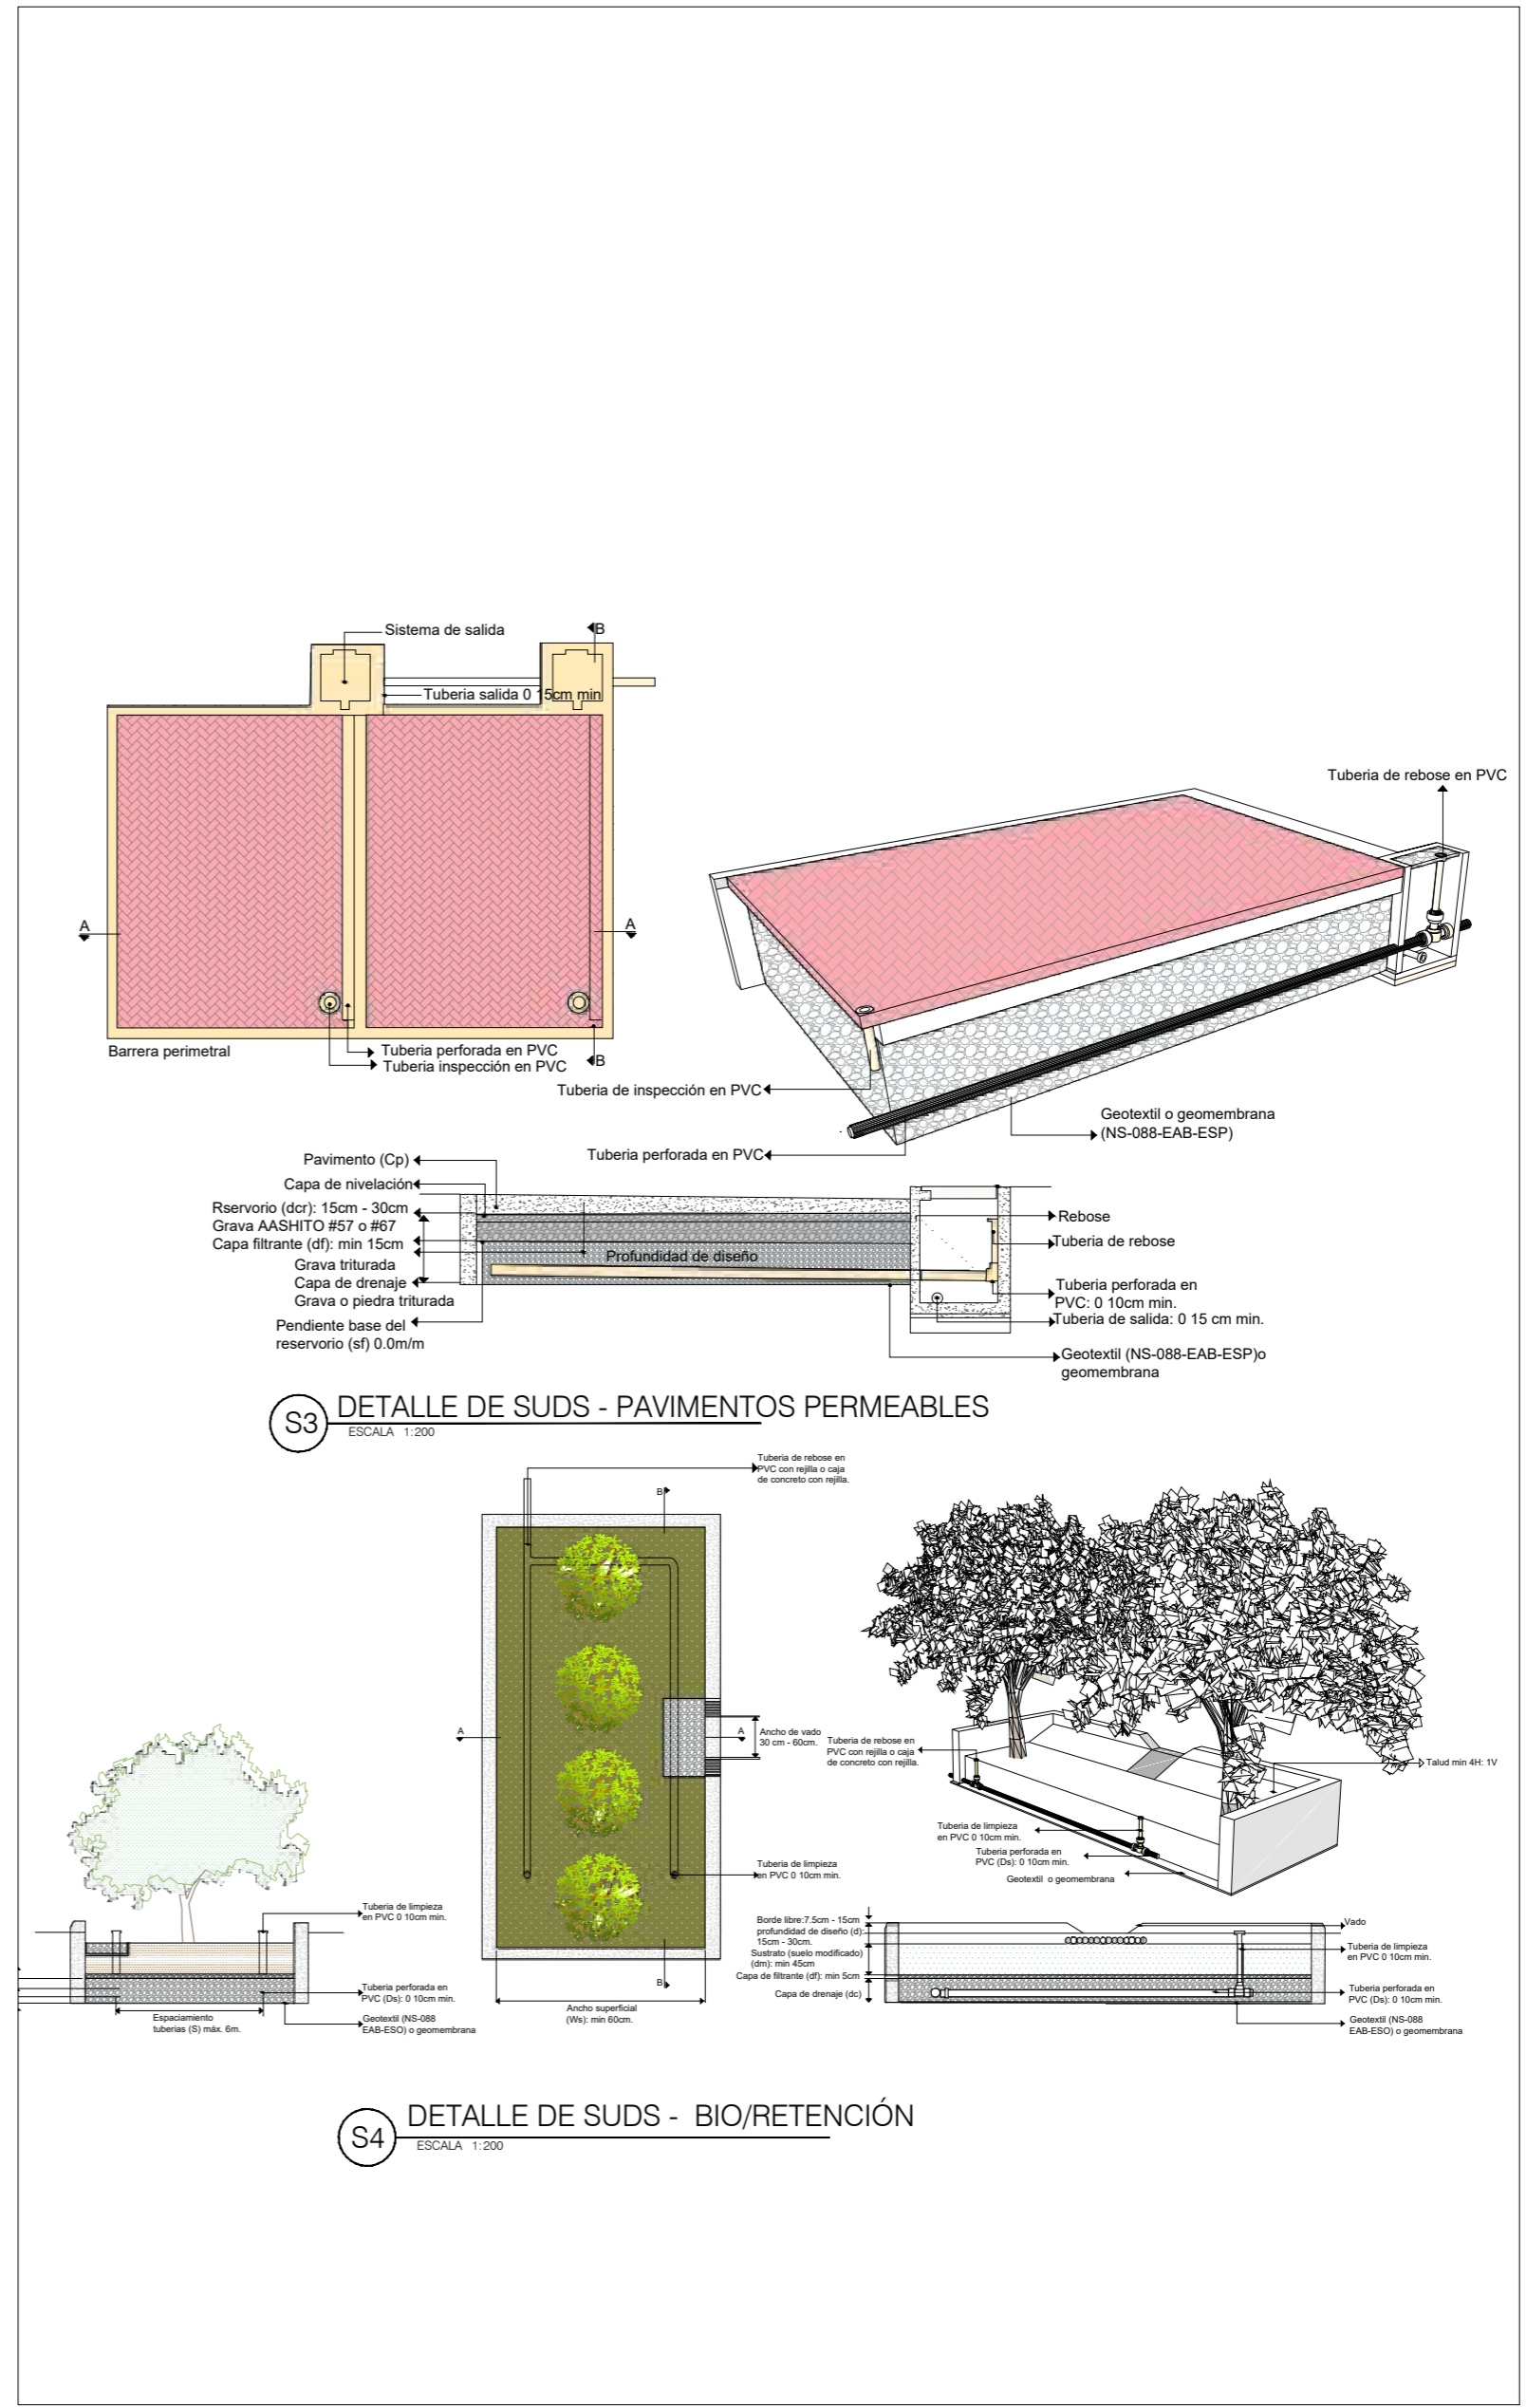 Sistema de salida
B
Tuberia salida 0 15cm min
A
A
Barrera perimetral
Tuberia perforada en PVC
Tuberia inspección en PVC
B
Tuberia de rebose en PVC
Tuberia de inspección en PVC
Tuberia perforada en PVC
Geotextil o geomembrana
(NS-088-EAB-ESP)
Pavimento (Cp)
Capa de nivelación
Rservorio (dcr): 15cm - 30cm
Grava AASHITO #57 o #67
Capa filtrante (df): min 15cm
Grava triturada
Capa de drenaje
Grava o piedra triturada
Pendiente base del
reservorio (sf) 0.0m/m
Profundidad de diseño
Rebose
Tuberia de rebose
Tuberia perforada en
PVC: 0 10cm min.
Tuberia de salida: 0 15 cm min.
Geotextil (NS-088-EAB-ESP)o
geomembrana
S3
DETALLE DE SUDS - PAVIMENTOS PERMEABLES
ESCALA 1:200
Tuberia de rebose en
PVC con rejilla o caja
de concreto con rejilla.
B
A
A
Ancho de vado
30 cm - 60cm.
Tuberia de limpieza
en PVC 0 10cm min.
B
Ancho superficial
(Ws): min 60cm.
Tuberia de rebose en
PVC con rejilla o caja
de concreto con rejilla.
Talud min 4H: 1V
Tuberia de limpieza
en PVC 0 10cm min.
Tuberia perforada en
PVC (Ds): 0 10cm min.
Geotextil o geomembrana
Tuberia de limpieza
en PVC 0 10cm min.
Tuberia perforada en
PVC (Ds): 0 10cm min.
Geotextil (NS-088
EAB-ESO) o geomembrana
Espaciamiento
tuberias (S) máx. 6m.
Borde libre:7.5cm - 15cm
profundidad de diseño (d):
15cm - 30cm.
Sustrato (suelo modificado)
(dm): min 45cm
Capa de filtrante (df): min 5cm
Capa de drenaje (dc)
Vado
Tuberia de limpieza
en PVC 0 10cm min.
Tuberia perforada en
PVC (Ds): 0 10cm min.
Geotextil (NS-088
EAB-ESO) o geomembrana
S4
DETALLE DE SUDS - BIO/RETENCIÓN
ESCALA 1:200